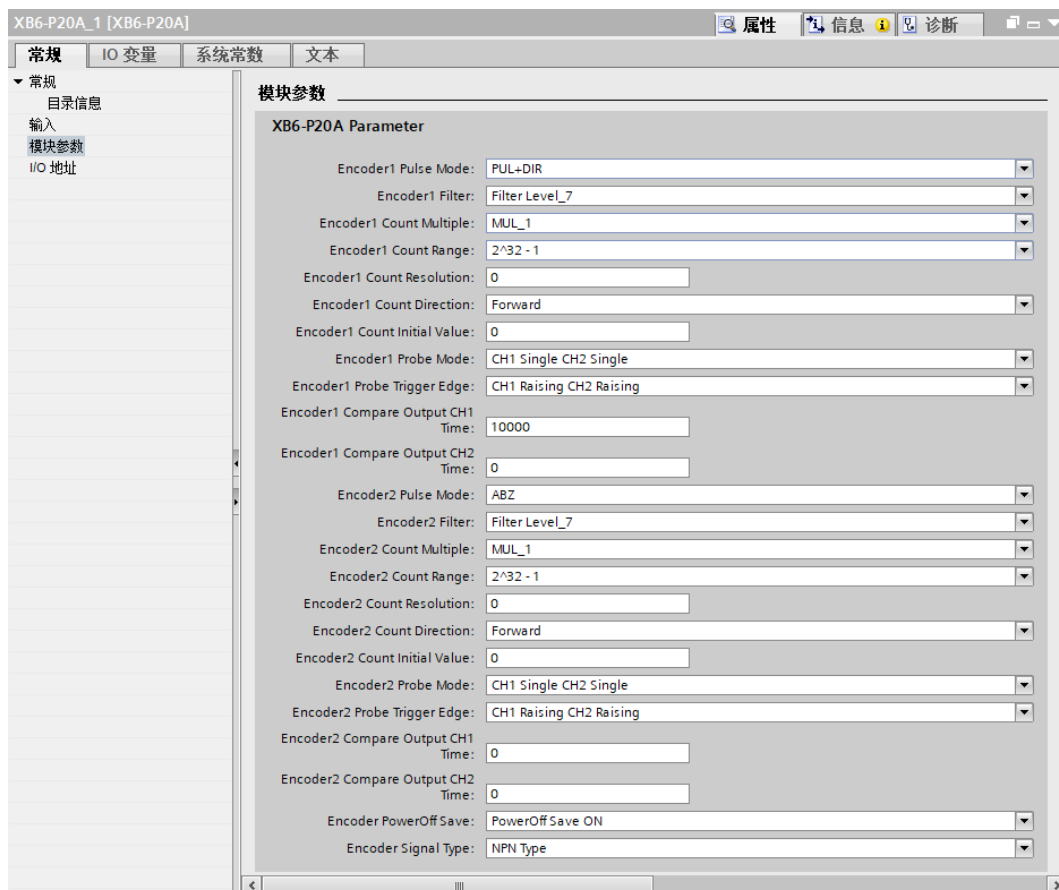 XB6-P20A_1 [XB6-P20A]
属性
信息
诊断
常规
IO 变量
系统常数
文本
常规
目录信息
输入
模块参数
I/O 地址
模块参数
XB6-P20A Parameter
Encoder1 Pulse Mode: PUL+DIR
Encoder1 Filter: Filter Level_7
Encoder1 Count Multiple: MUL_1
Encoder1 Count Range: 2^32 - 1
Encoder1 Count Resolution: 0
Encoder1 Count Direction: Forward
Encoder1 Count Initial Value: 0
Encoder1 Probe Mode: CH1 Single CH2 Single
Encoder1 Probe Trigger Edge: CH1 Raising CH2 Raising
Encoder1 Compare Output CH1
Time: 10000
Encoder1 Compare Output CH2
Time: 0
Encoder2 Pulse Mode: ABZ
Encoder2 Filter: Filter Level_7
Encoder2 Count Multiple: MUL_1
Encoder2 Count Range: 2^32 - 1
Encoder2 Count Resolution: 0
Encoder2 Count Direction: Forward
Encoder2 Count Initial Value: 0
Encoder2 Probe Mode: CH1 Single CH2 Single
Encoder2 Probe Trigger Edge: CH1 Raising CH2 Raising
Encoder2 Compare Output CH1
Time: 0
Encoder2 Compare Output CH2
Time: 0
Encoder PowerOff Save: PowerOff Save ON
Encoder Signal Type: NPN Type